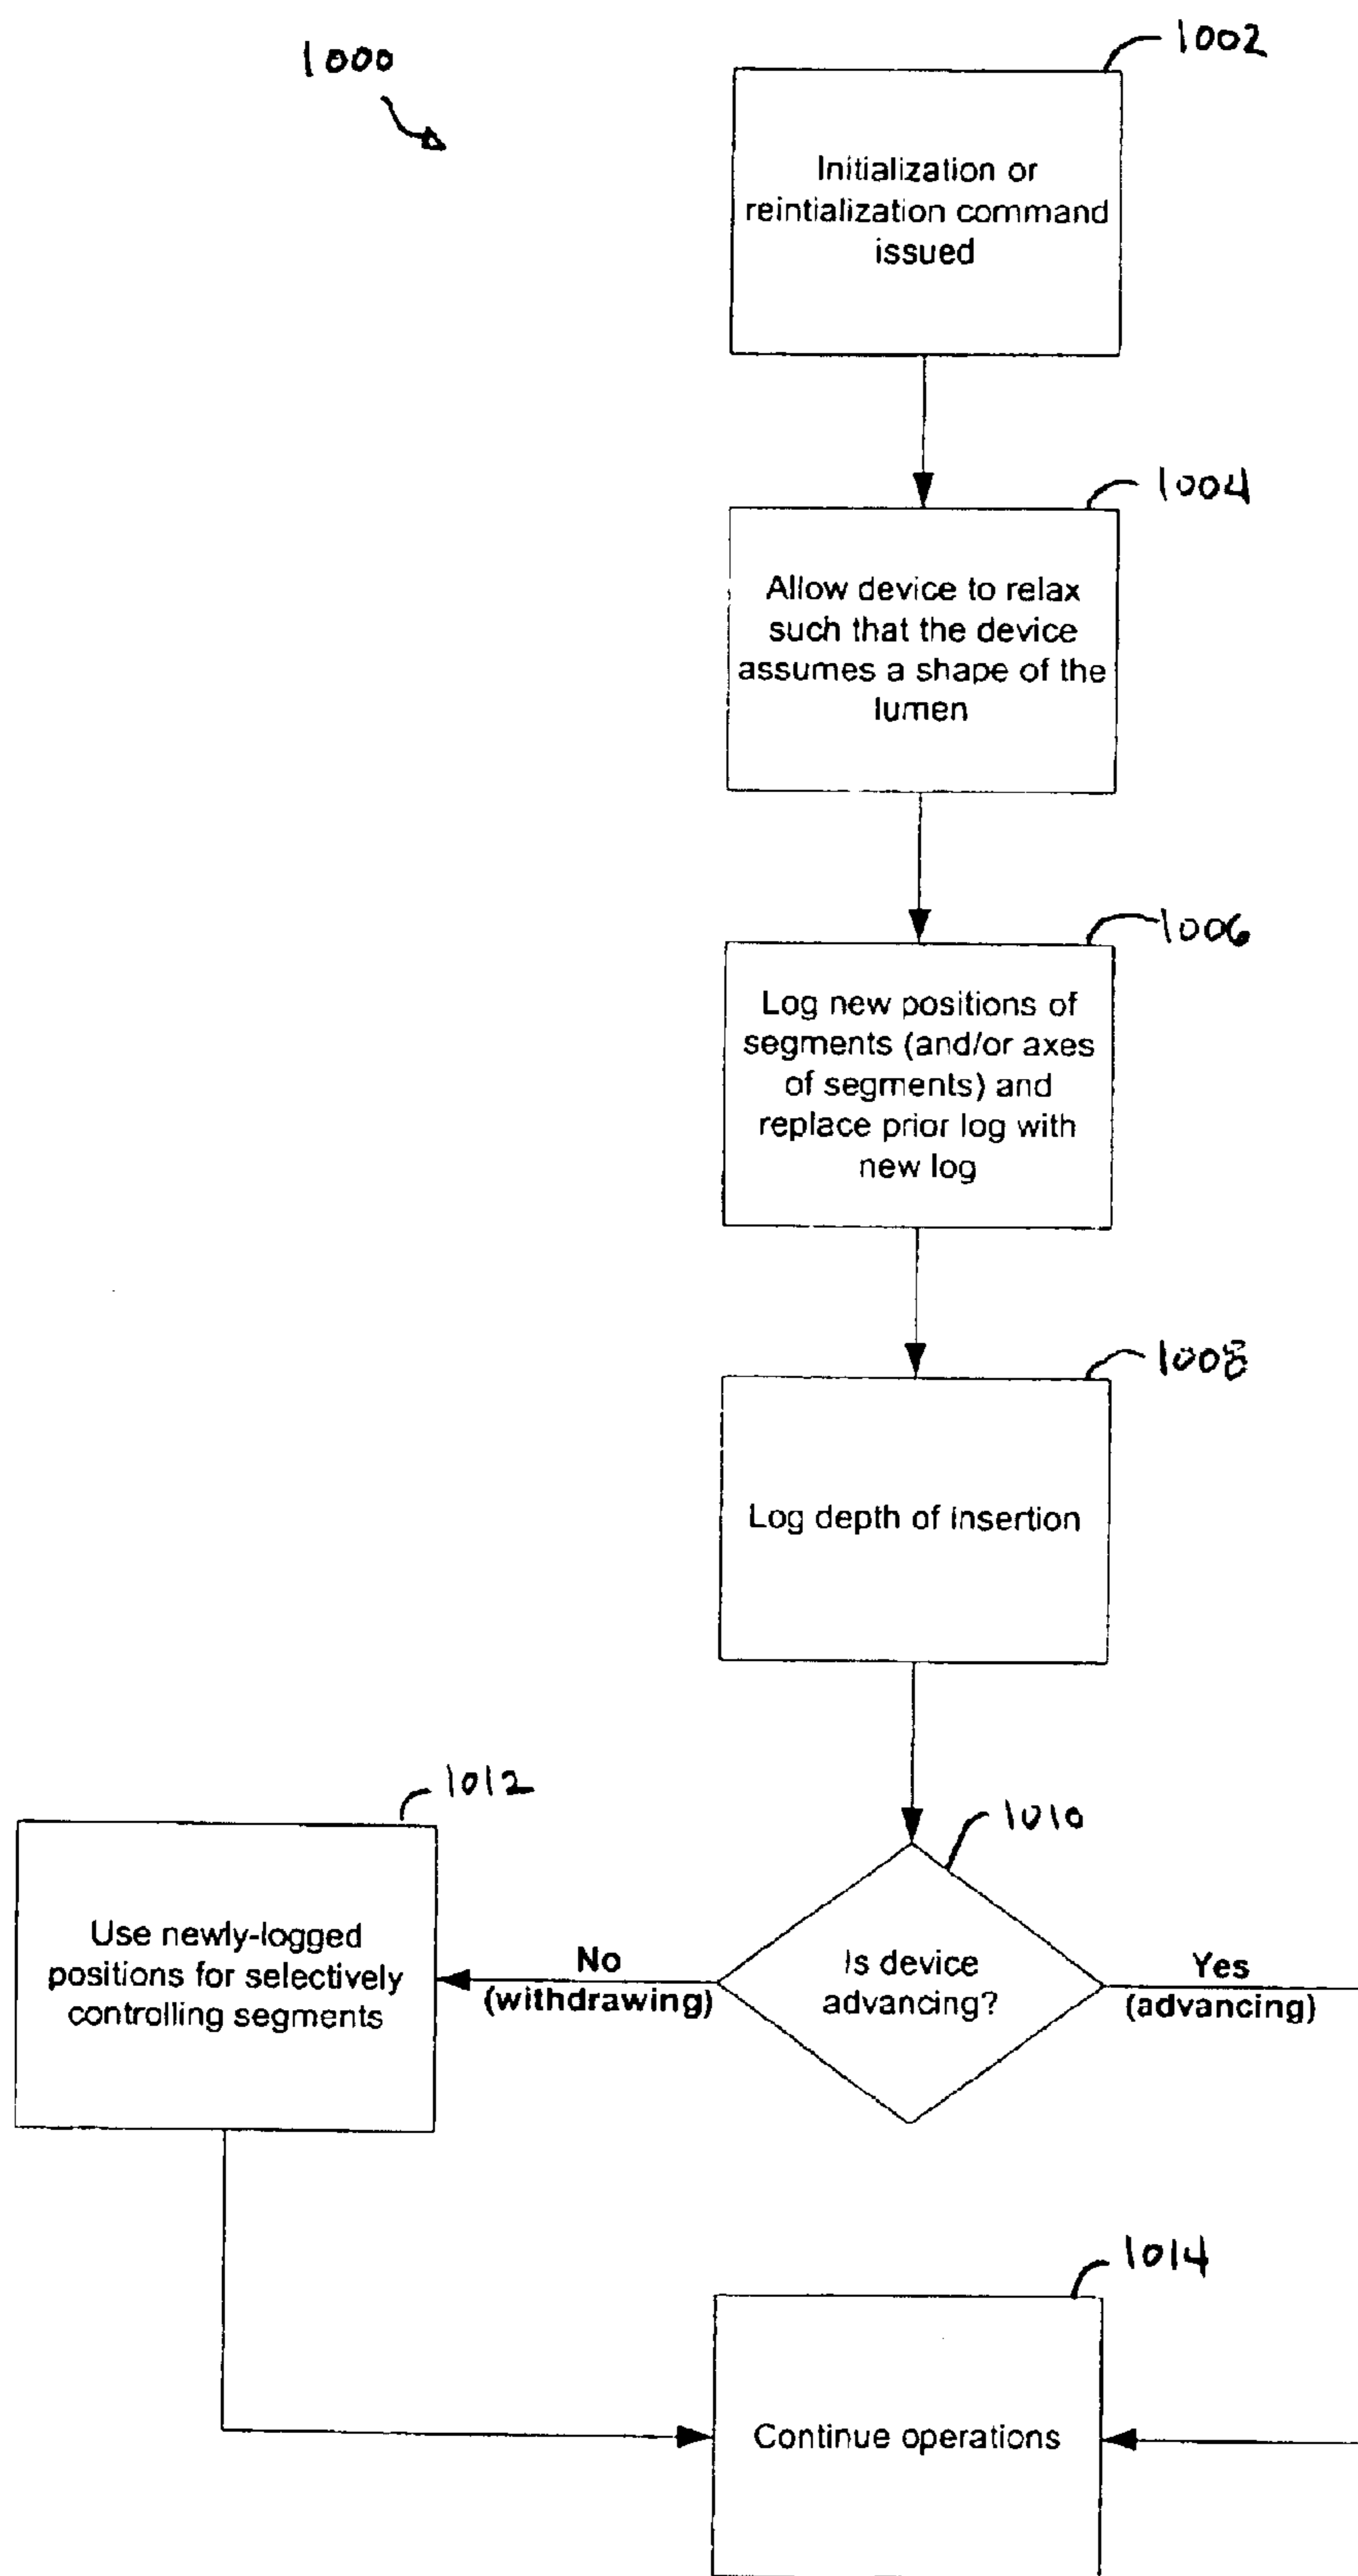 1000
1002
Initialization or
reintialization command
issued
1004
Allow device to relax
such that the device
assumes a shape of the
lumen
1006
Log new positions of
segments (and/or axes
of segments) and
replace prior log with
new log
1008
Log depth of insertion
1010
Is device
advancing?
No
(withdrawing)
Yes
(advancing)
1012
Use newly-logged
positions for selectively
controlling segments
1014
Continue operations